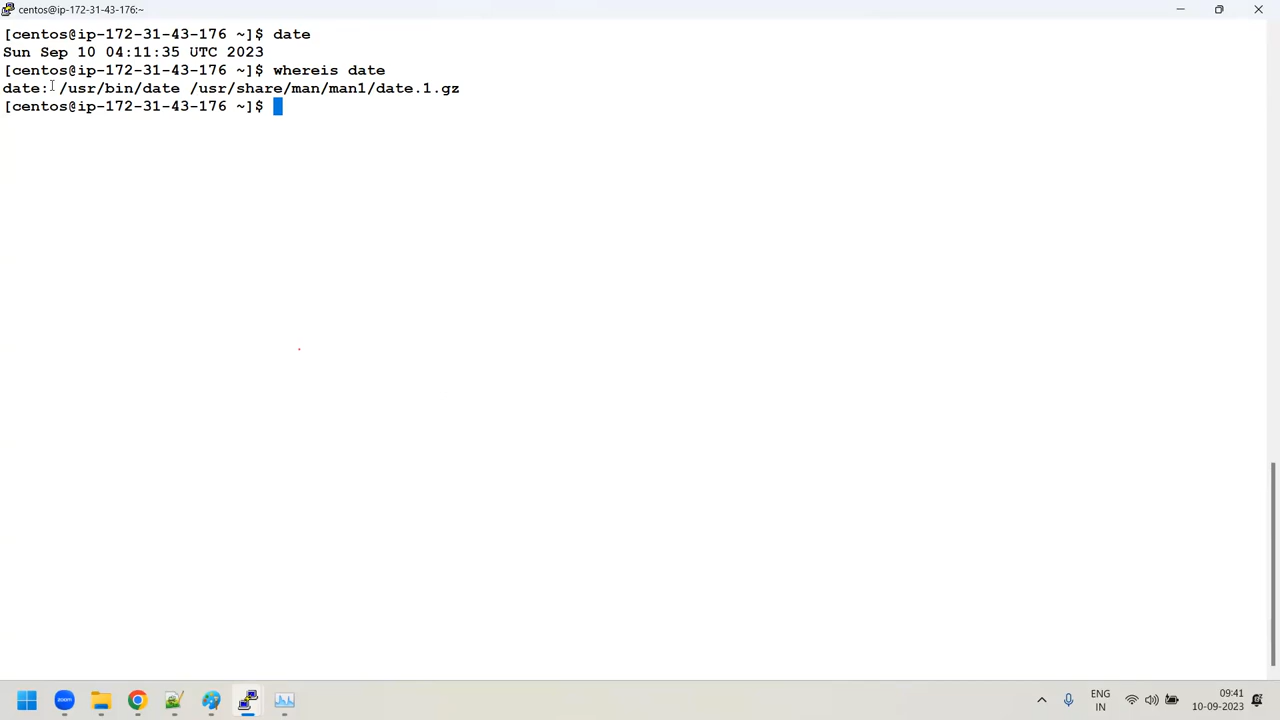 centos@ip-172-31-43-176:~
[centos@ip-172-31-43-176 ~]$ date
Sun Sep 10 04:11:35 UTC 2023
[centos@ip-172-31-43-176 ~]$ whereis date
date: /usr/bin/date /usr/share/man/man1/date.1.gz
[centos@ip-172-31-43-176 ~]$
zoom
ENG
IN
09:41
10-09-2023